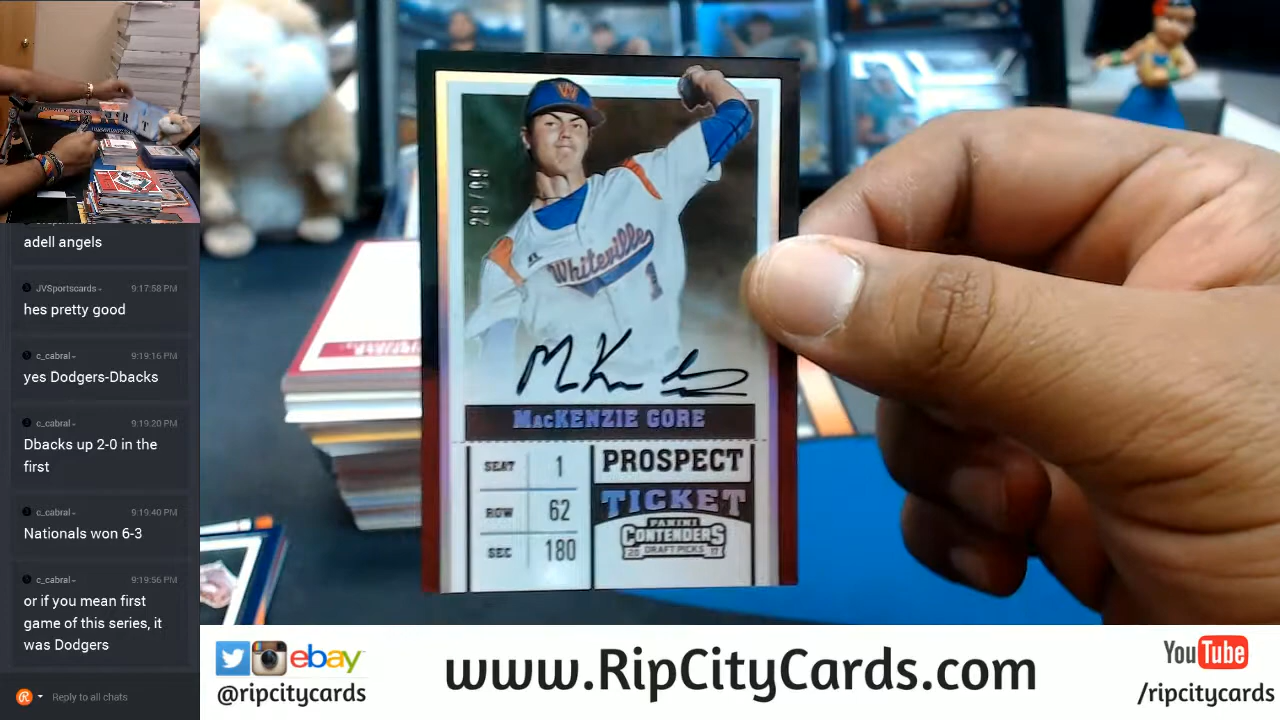 adell angels
JVSportscards 9:17:58 PM
hes pretty good
c_cabral 9:19:16 PM
yes Dodgers-Dbacks
c_cabral 9:19:20 PM
Dbacks up 2-0 in the
first
c_cabral 9:19:40 PM
Nationals won 6-3
c_cabral 9:19:56 PM
or if you mean first
game of this series, it
was Dodgers
Reply to all chats
W
28/99
Whiteville
1
MACKENZIE GORE
SEAT 1
ROW 62
SEC 180
PROSPECT
TICKET
PANINI
CONTENDERS
20 DRAFT PICKS 17
ebay
@ripcitycards
www.RipCityCards.com
YouTube
/ripcitycards